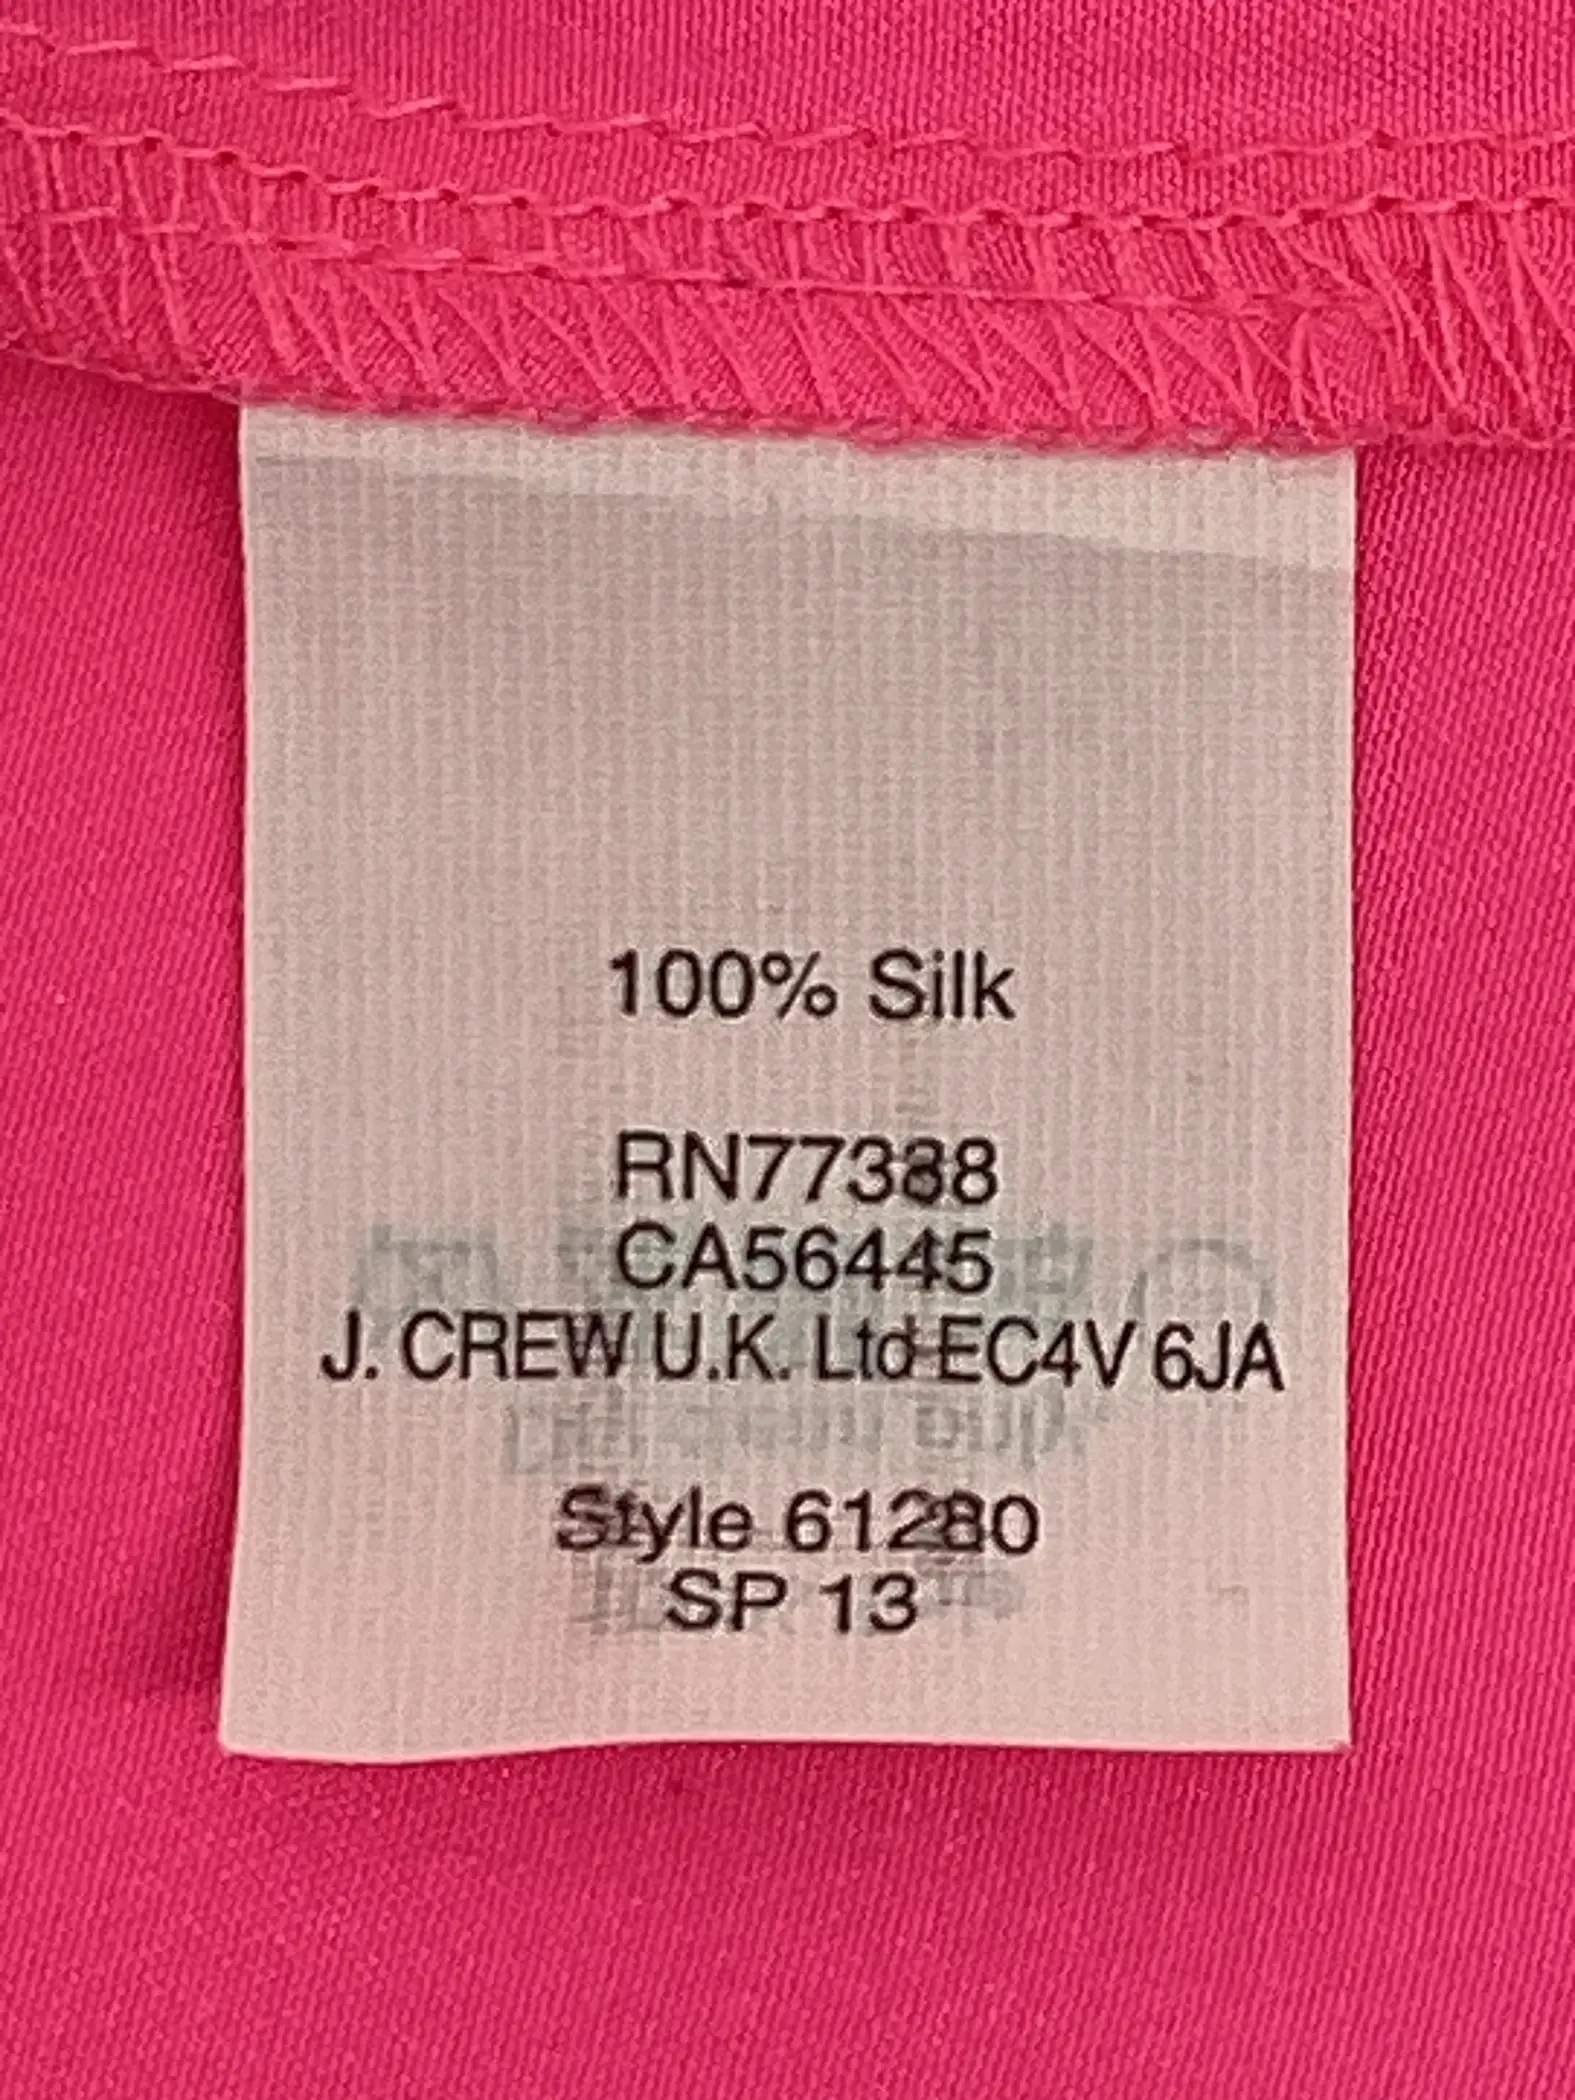 100% Silk
RN77388
CA56445
J. CREW U.K. Ltd EC4V 6JA
Style 61280
SP 13